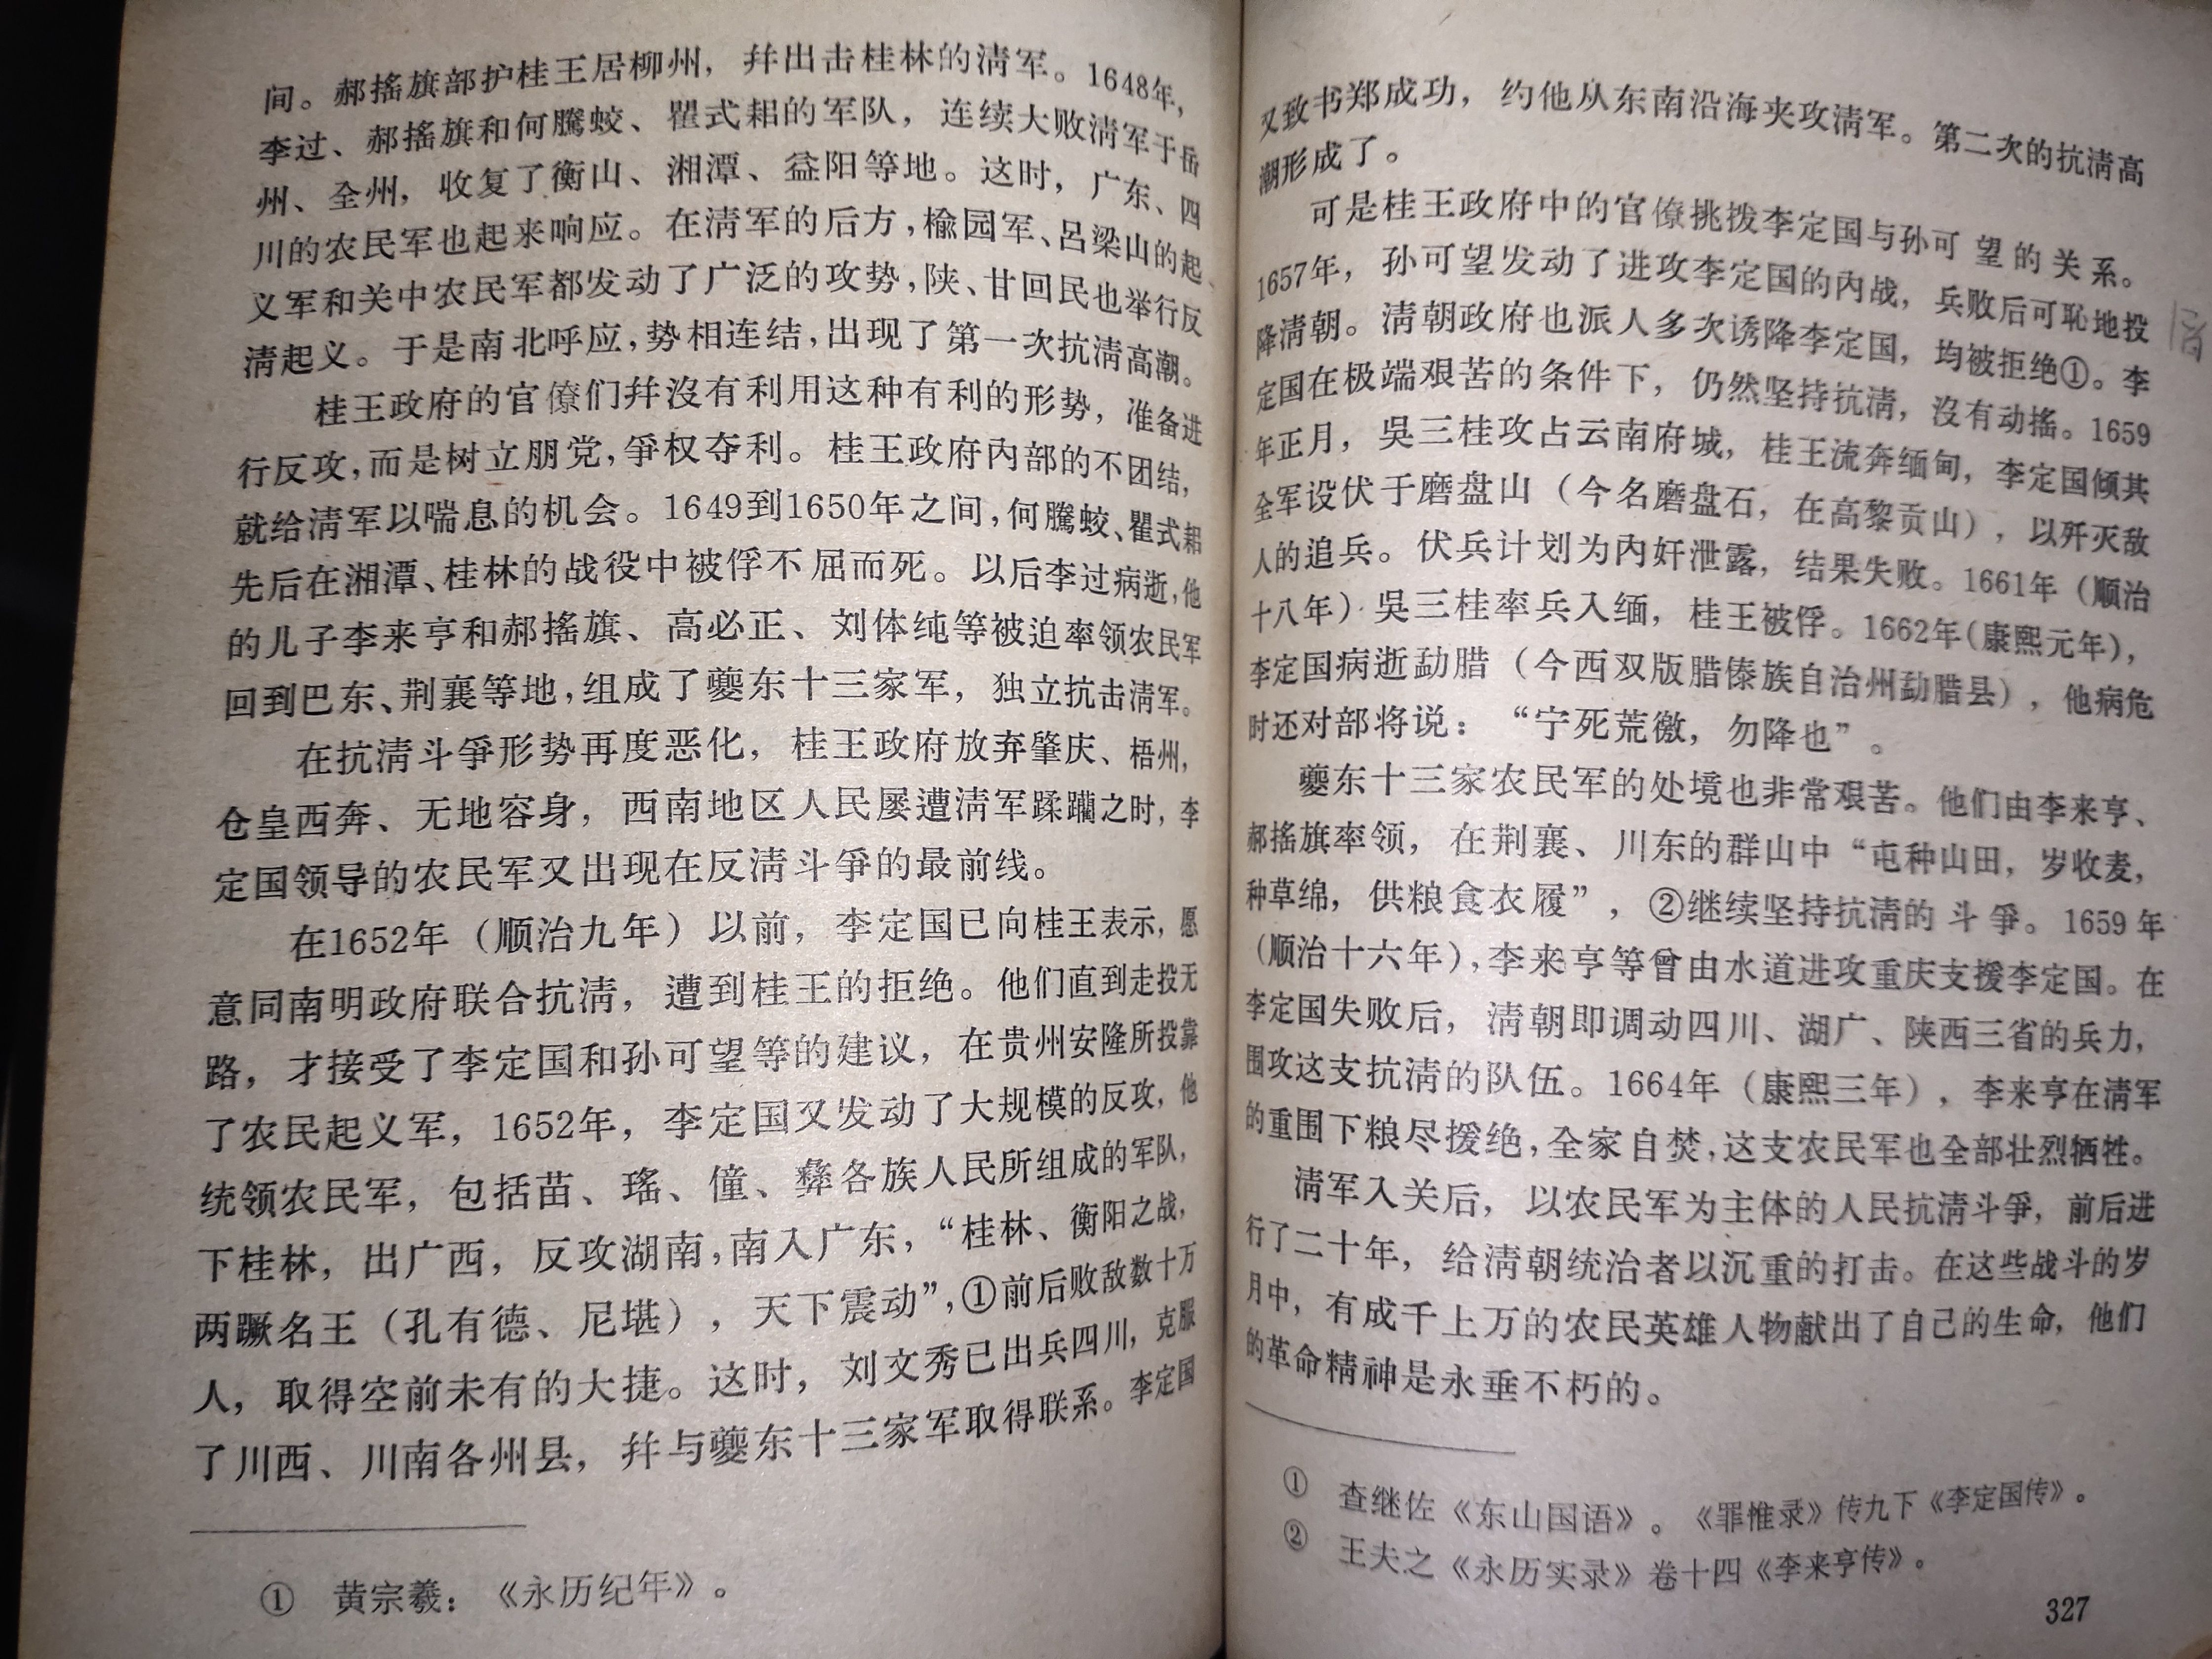 间。郝搖旗部护桂王居柳州，幷出击桂林的清军。1648年，
李过、郝搖旗和何騰蛟、瞿式耜的军队，连续大败清军于岳
州、全州，收复了衡山、湘潭、益阳等地。这时，广东、四
川的农民军也起来响应。在清军的后方，榆园军、呂梁山的起
义军和关中农民军都发动了广泛的攻势，陕、甘回民也举行反
清起义。于是南北呼应，势相连结，出现了第一次抗清高潮。
桂王政府的官僚们幷沒有利用这种有利的形势，准备进
行反攻，而是树立朋党，爭权夺利。桂王政府內部的不团结，
就给清军以喘息的机会。1649到1650年之间，何騰蛟、瞿式耜
先后在湘潭、桂林的战役中被俘不屈而死。以后李过病逝，他
的儿子李来亨和郝搖旗、高必正、刘体纯等被迫率领农民军
回到巴东、荆襄等地，组成了夔东十三家军，独立抗击清军。
在抗清斗爭形势再度恶化，桂王政府放弃肇庆、梧州，
仓皇西奔、无地容身，西南地区人民屡遭清军蹂躏之时，李
定国领导的农民军又出现在反清斗爭的最前线。
在1652年（顺治九年）以前，李定国已向桂王表示，愿
意同南明政府联合抗清，遭到桂王的拒绝。他们直到走投无
路，才接受了李定国和孙可望等的建议，在贵州安隆所投靠
了农民起义军，1652年，李定国又发动了大规模的反攻，他
统领农民军，包括苗、瑤、僮、彝各族人民所组成的军队，
下桂林，出广西，反攻湖南，南入广东，“桂林、衡阳之战，
两蹶名王（孔有德、尼堪），天下震动”，①前后败敌数十万
人，取得空前未有的大捷。这时，刘文秀已出兵四川，克服
了川西、川南各州县，幷与夔东十三家军取得联系。李定国
① 黄宗羲：《永历纪年》。
又致书郑成功，约他从东南沿海夹攻清军。第二次的抗清高
潮形成了。
可是桂王政府中的官僚挑拨李定国与孙可望的关系。
1657年，孙可望发动了进攻李定国的內战，兵败后可恥地投
降清朝。清朝政府也派人多次诱降李定国，均被拒绝①。李
定国在极端艰苦的条件下，仍然坚持抗清，沒有动搖。1659
年正月，吳三桂攻占云南府城，桂王流奔缅甸，李定国倾其
全军设伏于磨盘山（今名磨盘石，在高黎贡山），以歼灭敌
人的追兵。伏兵计划为內奸泄露，结果失败。1661年（顺治
十八年）吳三桂率兵入缅，桂王被俘。1662年（康熙元年），
李定国病逝勐腊（今西双版腊傣族自治州勐腊县），他病危
时还对部将说：“宁死荒徼，勿降也”。
夔东十三家农民军的处境也非常艰苦。他们由李来亨、
郝搖旗率领，在荆襄、川东的群山中“屯种山田，岁收麦，
种草绵，供粮食衣履”，②继续坚持抗清的斗爭。1659年
（顺治十六年），李来亨等曾由水道进攻重庆支援李定国。在
李定国失败后，清朝即调动四川、湖广、陕西三省的兵力，
围攻这支抗清的队伍。1664年（康熙三年），李来亨在清军
的重围下粮尽援绝，全家自焚，这支农民军也全部壮烈牺牲。
清军入关后，以农民军为主体的人民抗清斗爭，前后进
行了二十年，给清朝统治者以沉重的打击。在这些战斗的岁
月中，有成千上万的农民英雄人物献出了自己的生命，他们
的革命精神是永垂不朽的。
① 查继佐《东山国语》。《罪惟录》传九下《李定国传》。
② 王夫之《永历实录》卷十四《李来亨传》。
327